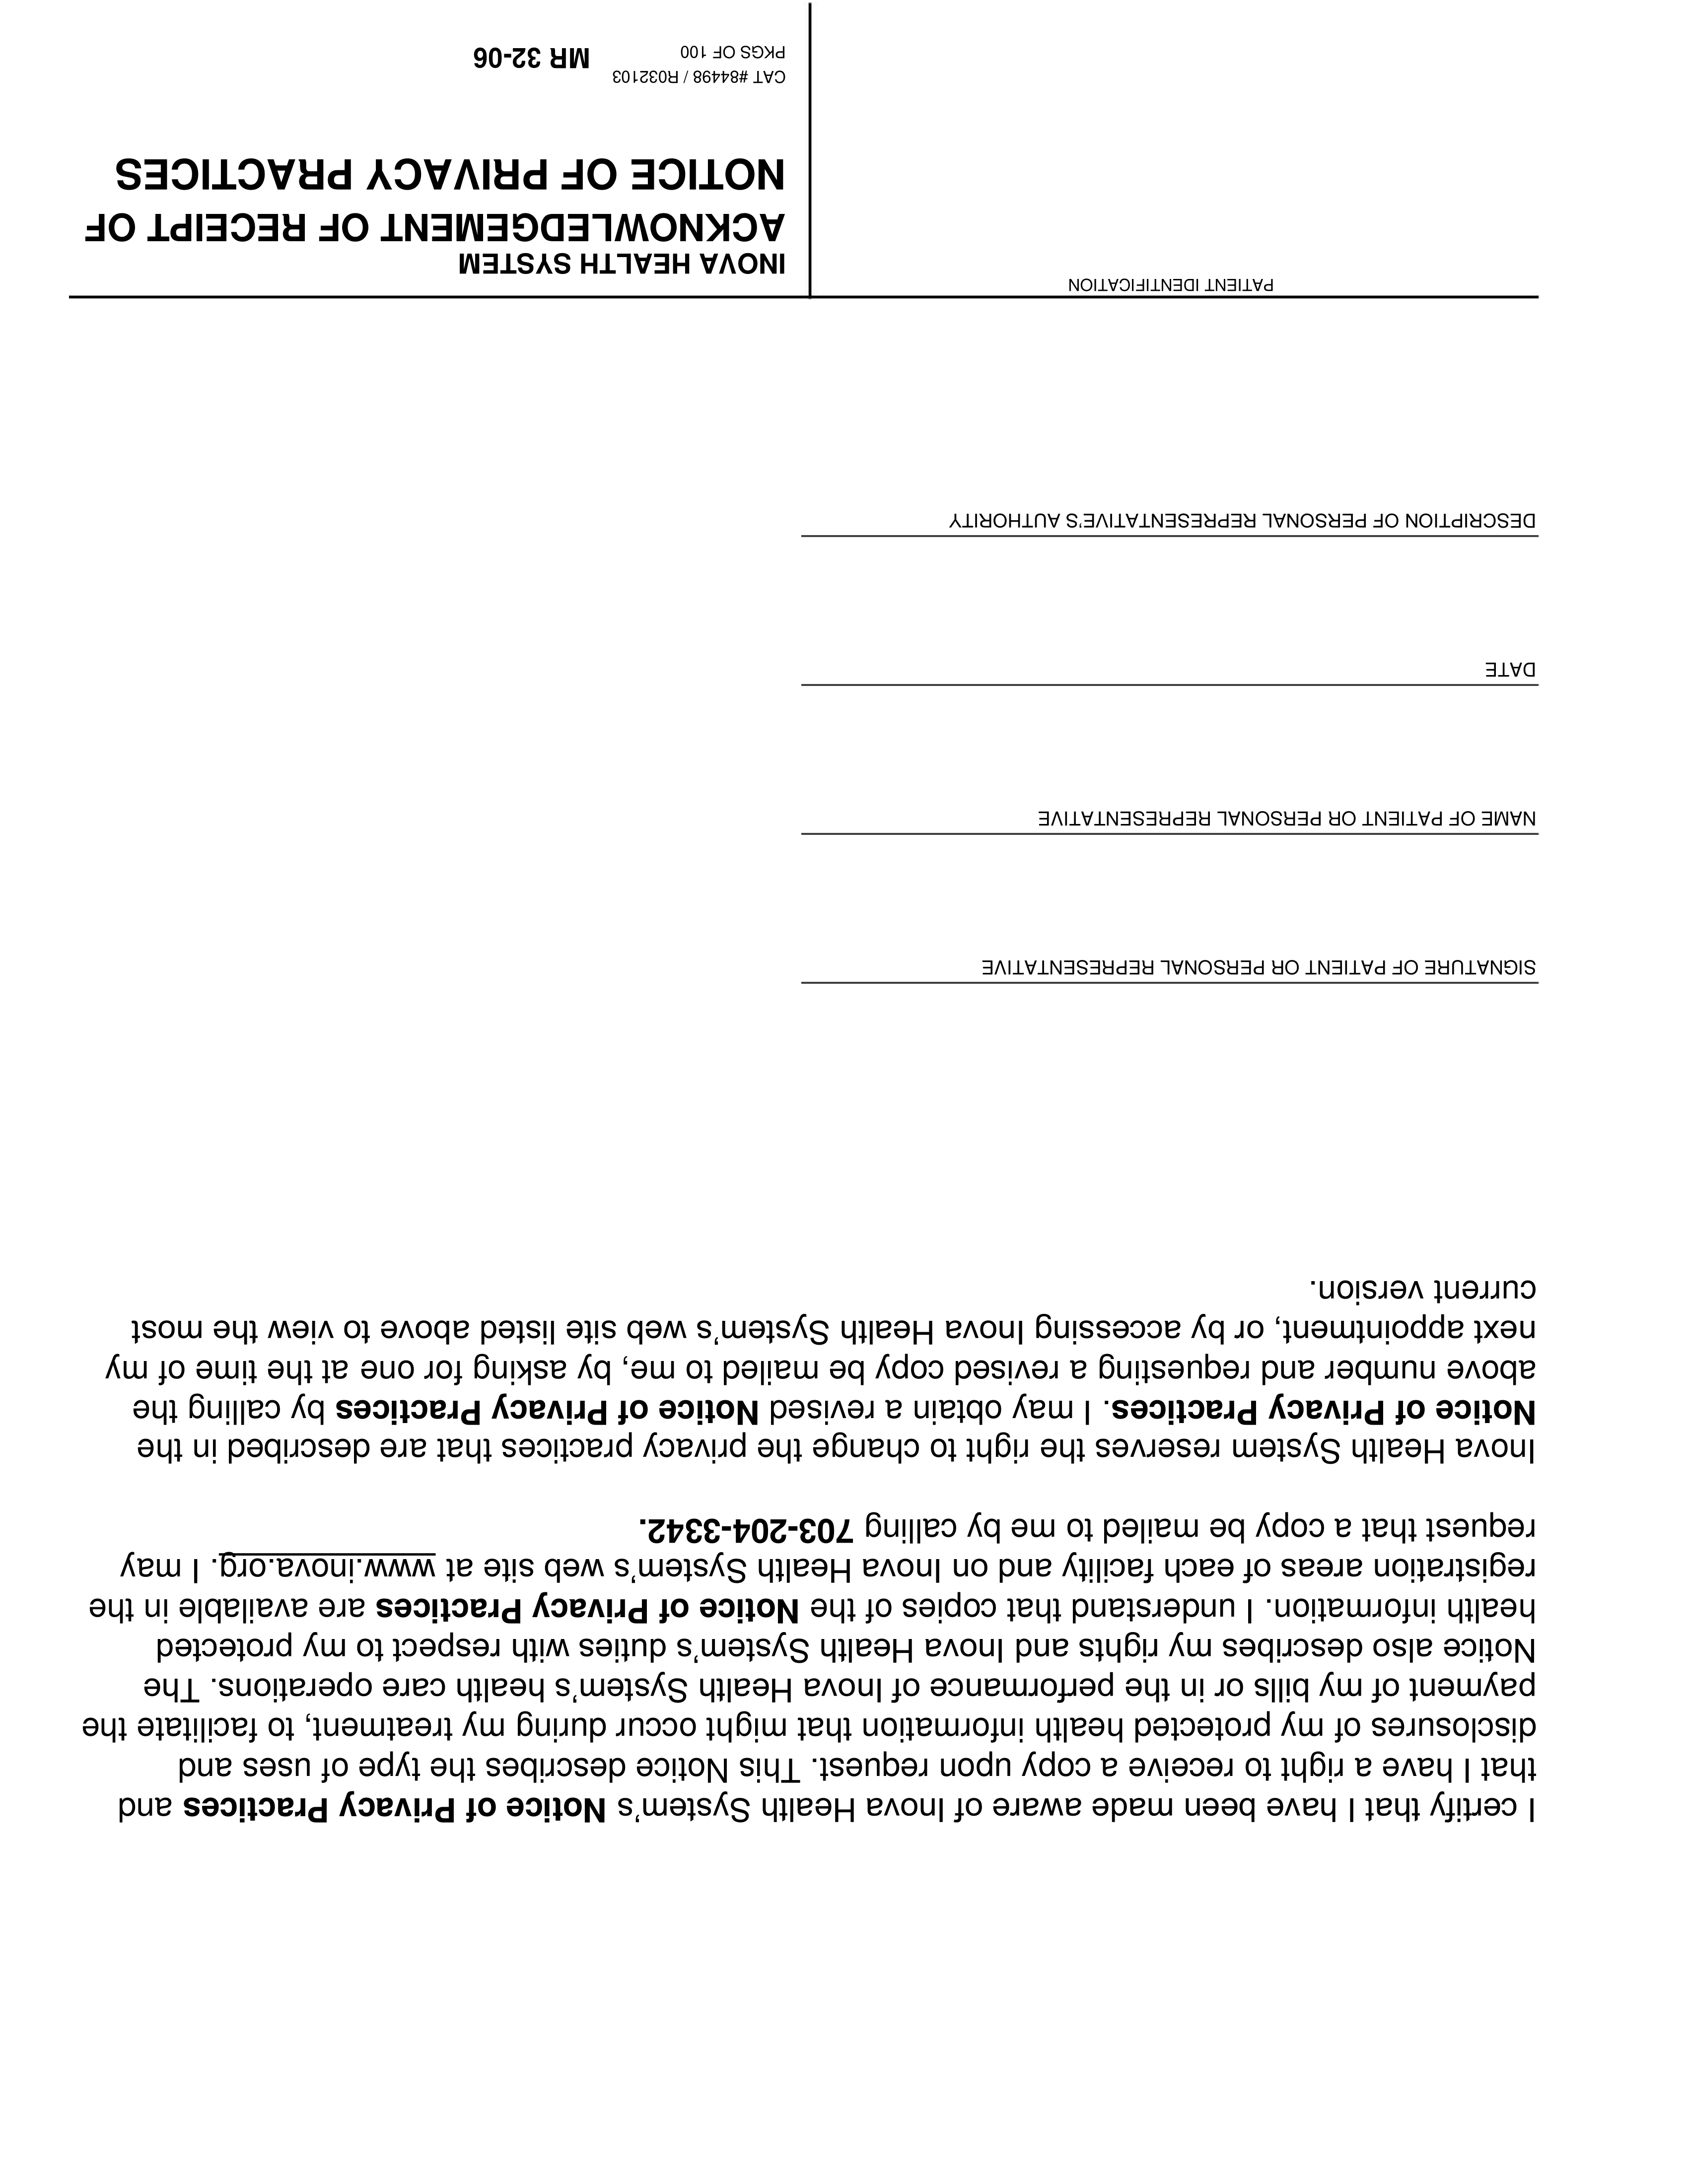 I certify that I have been made aware of Inova Health System’s Notice of Privacy Practices and
that I have a right to receive a copy upon request. This Notice describes the type of uses and
disclosures of my protected health information that might occur during my treatment, to facilitate the
payment of my bills or in the performance of Inova Health System’s health care operations. The
Notice also describes my rights and Inova Health System’s duties with respect to my protected
health information. I understand that copies of the Notice of Privacy Practices are available in the
registration areas of each facility and on Inova Health System’s web site at www.inova.org. I may
request that a copy be mailed to me by calling 703-204-3342.
Inova Health System reserves the right to change the privacy practices that are described in the
Notice of Privacy Practices. I may obtain a revised Notice of Privacy Practices by calling the
above number and requesting a revised copy be mailed to me, by asking for one at the time of my
next appointment, or by accessing Inova Health System’s web site listed above to view the most
current version.
SIGNATURE OF PATIENT OR PERSONAL REPRESENTATIVE
NAME OF PATIENT OR PERSONAL REPRESENTATIVE
DATE
DESCRIPTION OF PERSONAL REPRESENTATIVE’S AUTHORITY
PATIENT IDENTIFICATION
INOVA HEALTH SYSTEM
ACKNOWLEDGEMENT OF RECEIPT OF
NOTICE OF PRIVACY PRACTICES
CAT #84498 / R032103
PKGS OF 100
MR 32-06